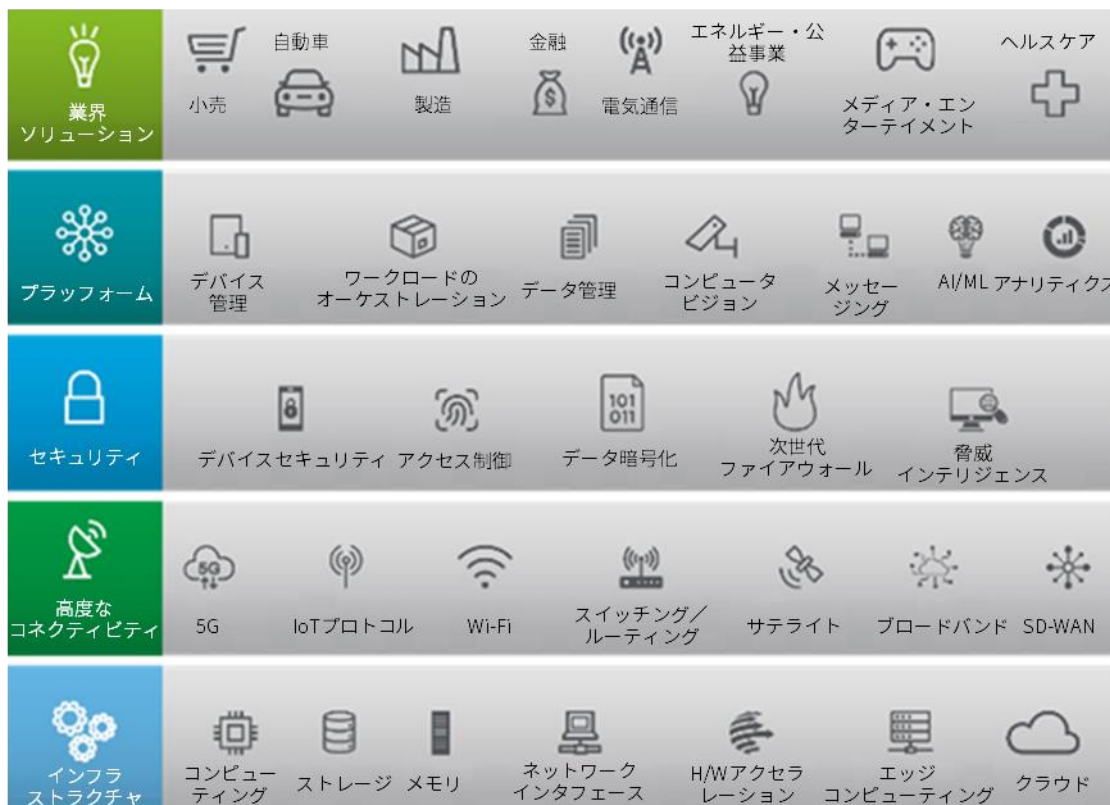 業界
ソリューション
小売
自動車
製造
金融
電気通信
エネルギー・公
益事業
メディア・エン
ターテイメント
ヘルスケア
プラッフォーム
デバイス
管理
ワークロードの
オーケストレーション
データ管理
コンピュータ
ビジョン
メッセー
ジング
AI/ML
アナリティクス
セキュリティ
デバイスセキュリティ
アクセス制御
101
011
データ暗号化
次世代
ファイアウォール
脅威
インテリジェンス
高度な
コネクティビティ
5G
5G
IoTプロトコル
Wi-Fi
スイッチング／
ルーティング
サテライト
ブロードバンド
SD-WAN
インフラ
ストラクチャ
コンピュー
ティング
ストレージ
メモリ
ネットワーク
インタフェース
H/Wアクセラ
レーション
エッジ
コンピューティング
クラウド